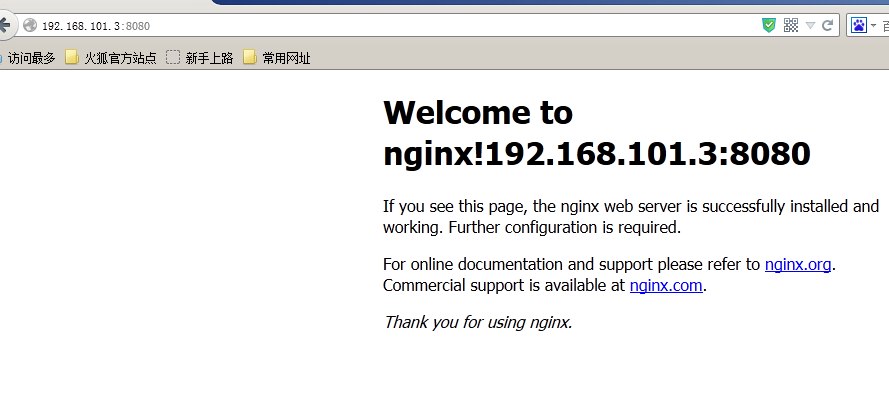 192.168.101.3:8080
百
访问最多 火狐官方站点 新手上路 常用网址
Welcome to
nginx!192.168.101.3:8080
If you see this page, the nginx web server is successfully installed and
working. Further configuration is required.
For online documentation and support please refer to nginx.org.
Commercial support is available at nginx.com.
Thank you for using nginx.